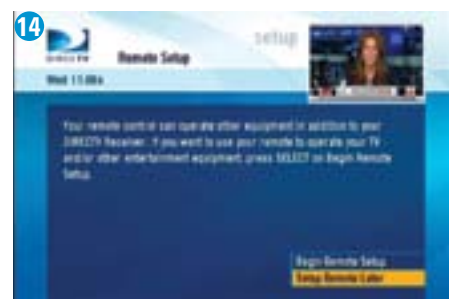 14
setup
DIRECTV
Remote Setup
Wed 11:08a
Your remote control can operate other equipment in addition to your
DIRECTV Receiver. If you want to use your remote to operate your TV
and/or other entertainment equipment, press SELECT on Begin Remote
Setup.
Begin Remote Setup
Setup Remote Later